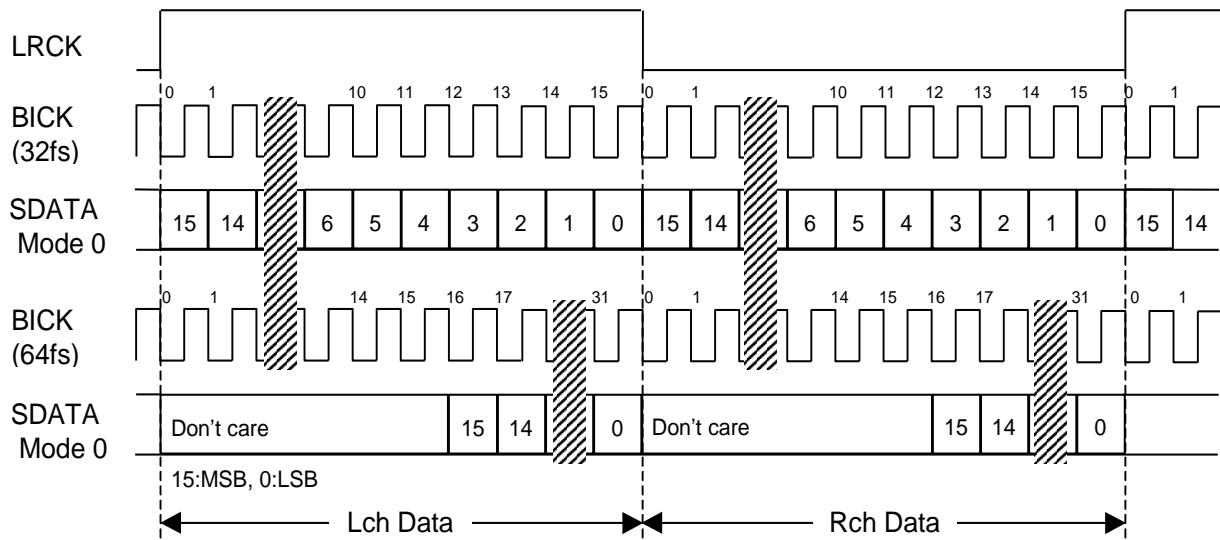 LRCK
0 1 10 11 12 13 14 15 0 1 10 11 12 13 14 15 0 1
BICK
(32fs)
SDATA
Mode 0
15 14 6 5 4 3 2 1 0 15 14 6 5 4 3 2 1 0 15 14
0 1 14 15 16 17 31 0 1 14 15 16 17 31 0 1
BICK
(64fs)
SDATA
Mode 0
Don't care 15 14 0 Don't care 15 14 0
15:MSB, 0:LSB
Lch Data Rch Data